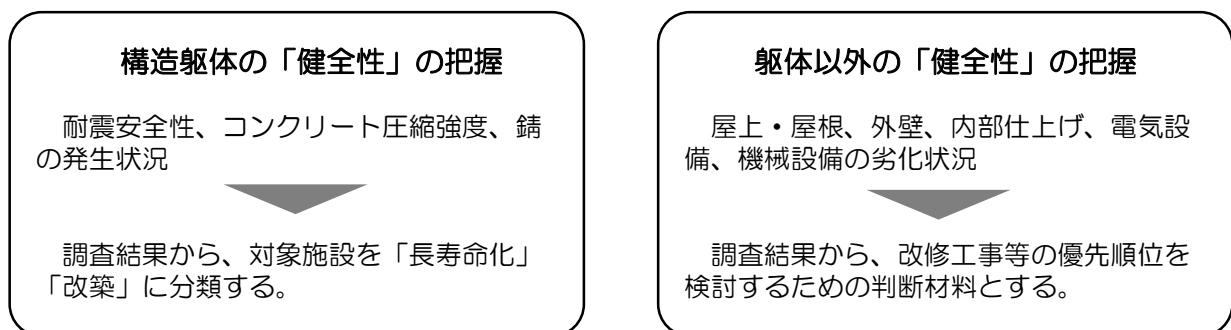 構造躯体の「健全性」の把握
耐震安全性、コンクリート圧縮強度、錆
の発生状況
調査結果から、対象施設を「長寿命化」
「改築」に分類する。
躯体以外の「健全性」の把握
屋上・屋根、外壁、内部仕上げ、電気設
備、機械設備の劣化状況
調査結果から、改修工事等の優先順位を
検討するための判断材料とする。